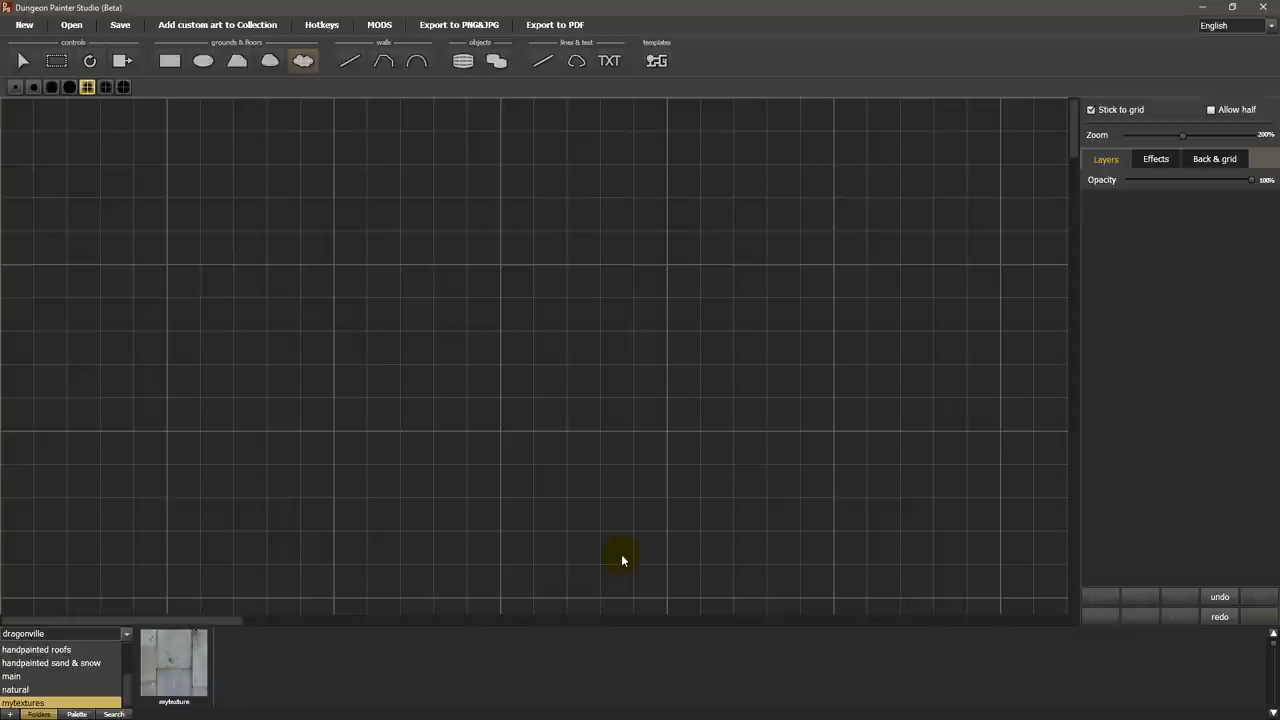 Dungeon Painter Studio (Beta)
New Open Save Add custom art to Collection Hotkeys MODS Export to PNG&JPG Export to PDF English
controls grounds & floors walls objects lines & text templates
TXT
Stick to grid Allow half
Zoom 200%
Layers Effects Back & grid
Opacity 100%
undo
redo
dragonville
handpainted roofs
handpainted sand & snow
main
natural
mytextures
mytexture
+ Folders Palette Search